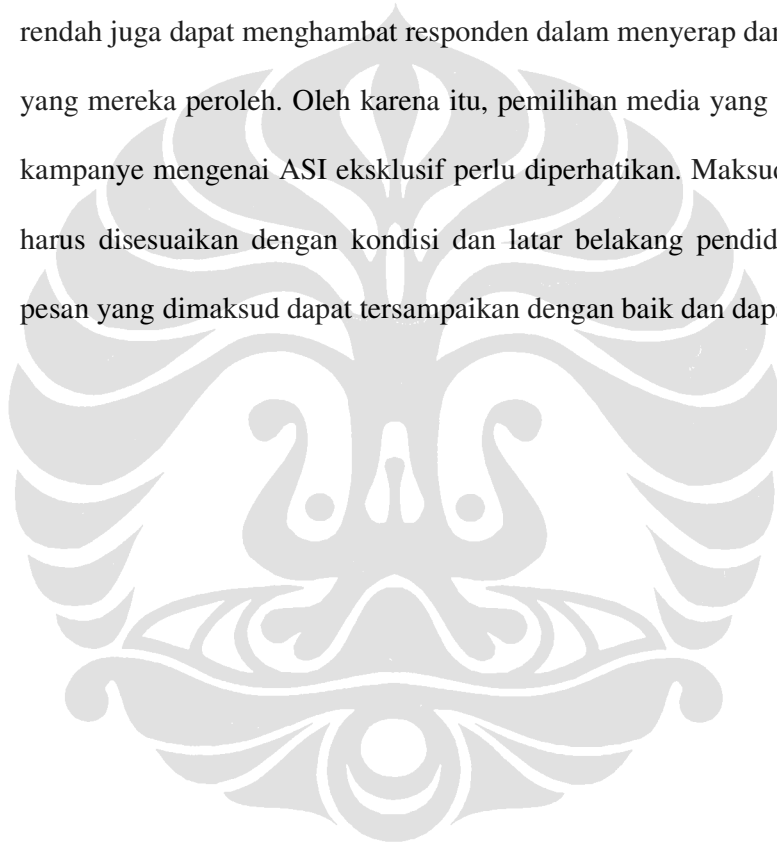 rendah juga dapat menghambat responden dalam menyerap dan
yang mereka peroleh. Oleh karena itu, pemilihan media yang
kampanye mengenai ASI eksklusif perlu diperhatikan. Maksud
harus disesuaikan dengan kondisi dan latar belakang pendid
pesan yang dimaksud dapat tersampaikan dengan baik dan dapa